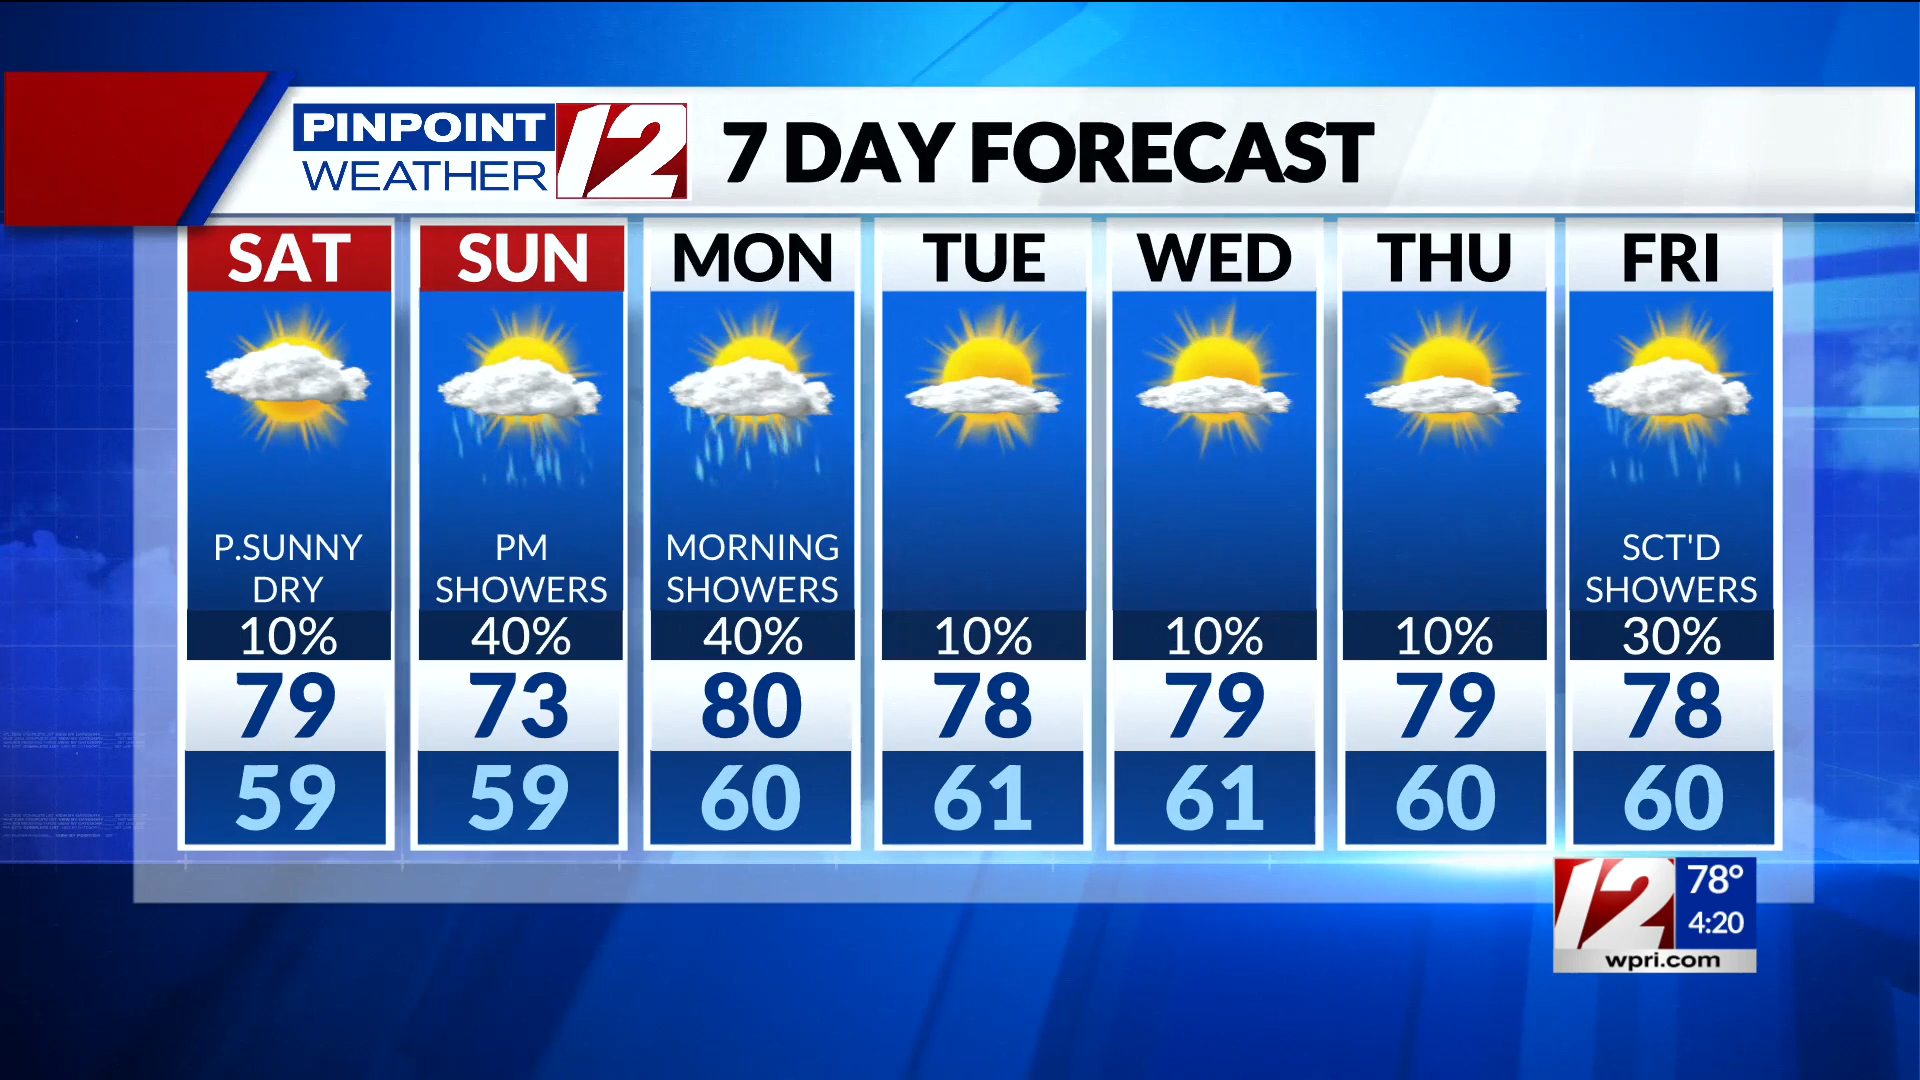 PINPOINT
WEATHER 12
7 DAY FORECAST
SAT SUN MON TUE WED THU FRI
P.SUNNY DRY
PM SHOWERS
MORNING SHOWERS
SCT'D SHOWERS
10% 40% 40% 10% 10% 10% 30%
79 73 80 78 79 79 78
59 59 60 61 61 60 60
12
78°
4:20
wpri.com